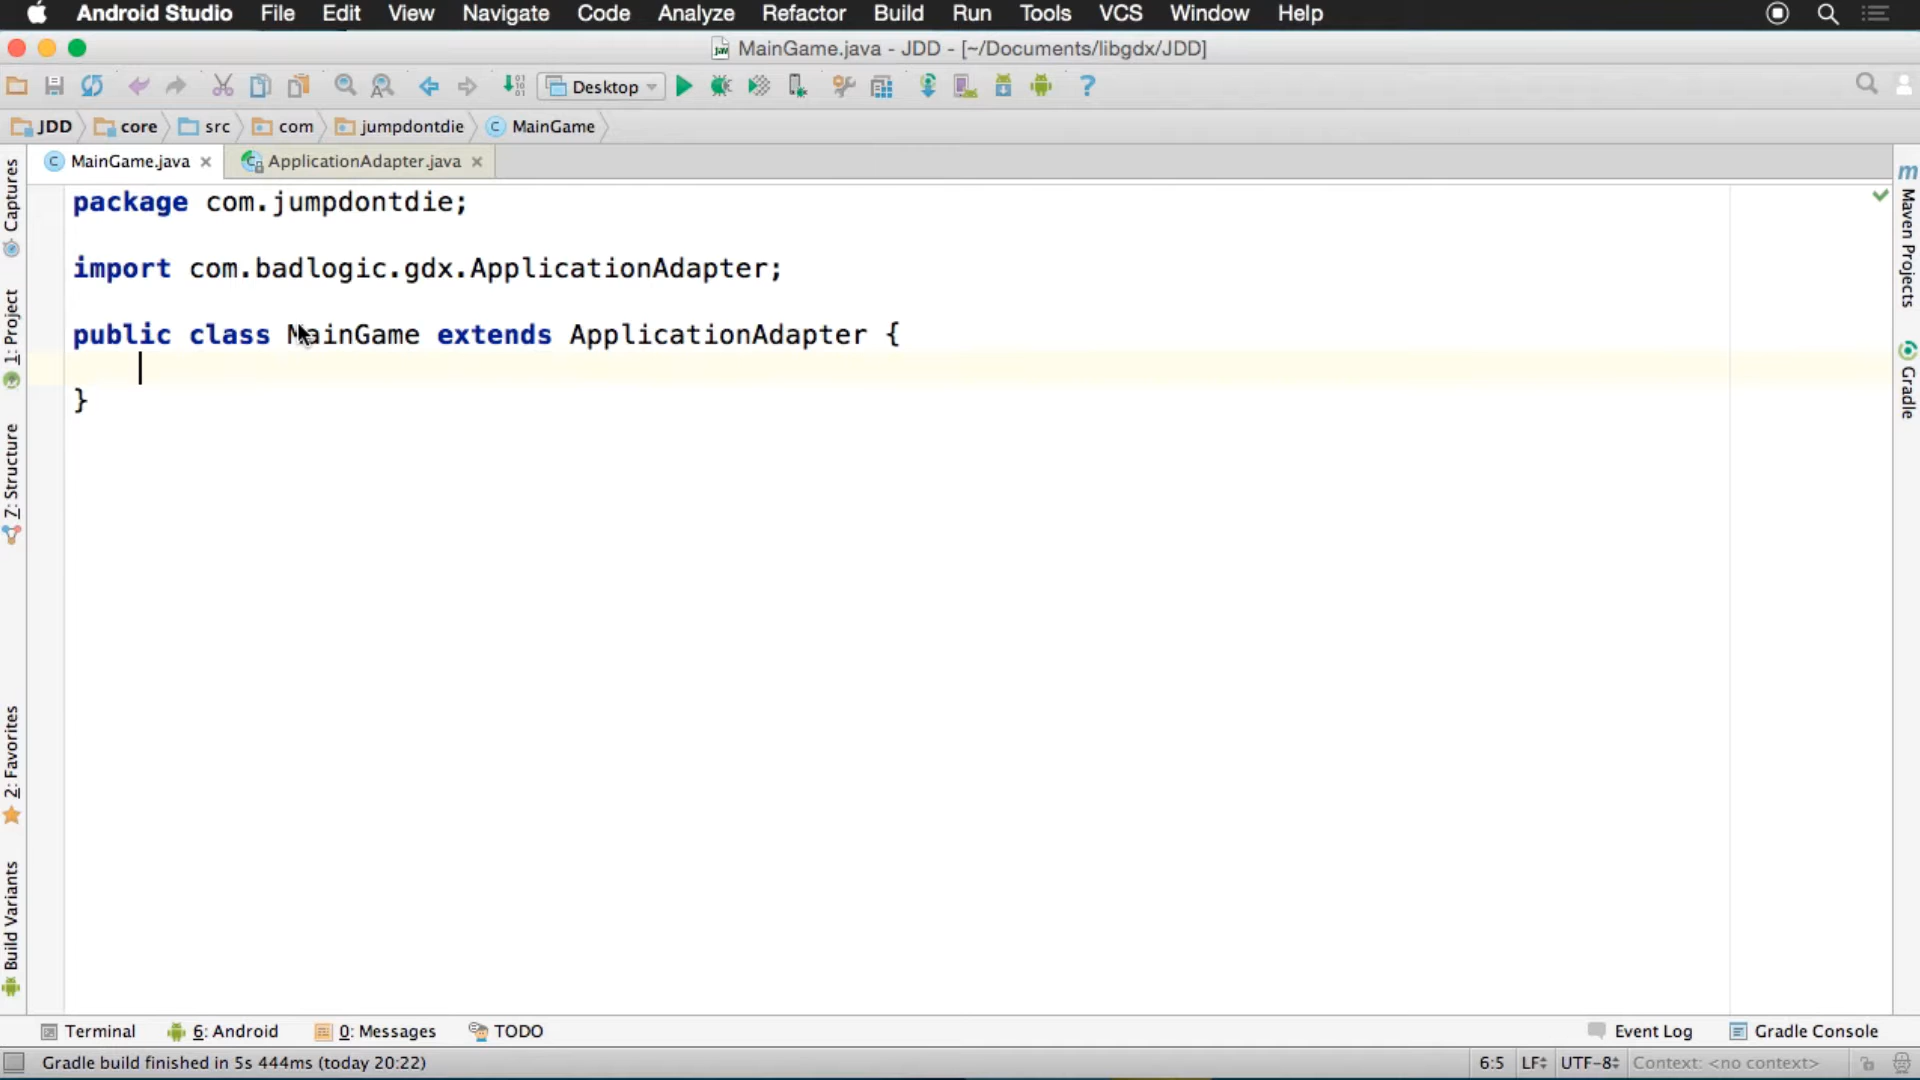 Android Studio File Edit View Navigate Code Analyze Refactor Build Run Tools VCS Window Help
MainGame.java - JDD - [~/Documents/libgdx/JDD]
Desktop
JDD core src com jumpdontdie MainGame
MainGame.java ApplicationAdapter.java
package com.jumpdontdie;
import com.badlogic.gdx.ApplicationAdapter;
public class MainGame extends ApplicationAdapter {
}
Captures
1: Project
7: Structure
2: Favorites
Build Variants
Maven Projects
Gradle
Terminal 6: Android 0: Messages TODO Event Log Gradle Console
Gradle build finished in 5s 444ms (today 20:22) 6:5 LF UTF-8 Context: <no context>